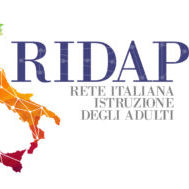 RIDAP
RETE ITALIANA
ISTRUZIONE
DEGLI ADULTI